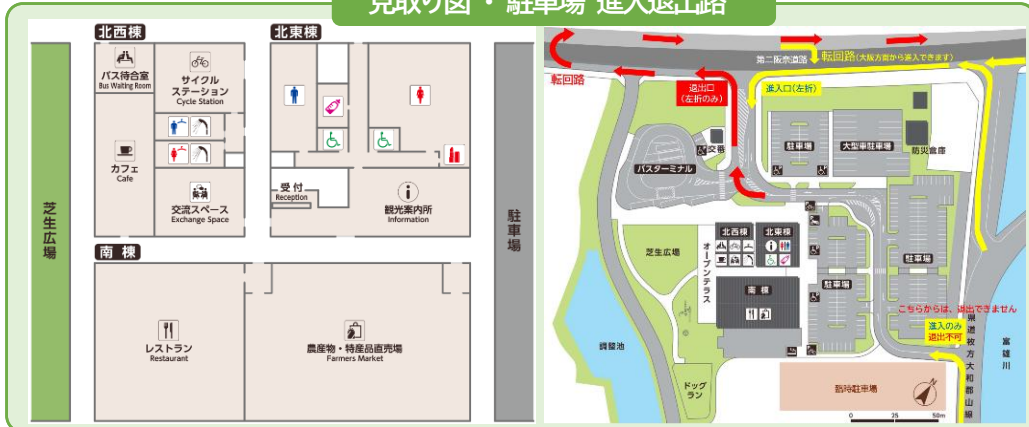 見取り図・駐車場 進入退出路
北西棟
北東棟
バス待合室
Bus Waiting Room
サイクル
ステーション
Cycle Station
カフェ
Cafe
交流スペース
Exchange Space
受付
Reception
観光案内所
Information
芝生広場
駐車場
南棟
レストラン
Restaurant
農産物・特産品直売場
Farmers Market
第二阪奈道路
転回路(大阪方面から進入できます)
転回路
退出口
(左折のみ)
進入口(左折)
交番
バスターミナル
駐車場
大型車駐車場
防災倉庫
北西棟
北東棟
芝生広場
オープンテラス
南棟
駐車場
駐車場
こちらからは、退出できません
進入のみ
退出不可
県道枚方大和郡山線
富雄川
調整池
ドッグ
ラン
臨時駐車場
N
0 25 50m